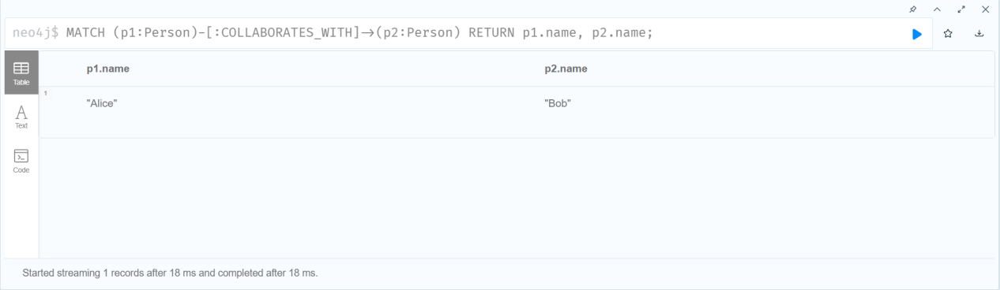 neo4j$ MATCH (p1:Person)-[:COLLABORATES_WITH]->(p2:Person) RETURN p1.name, p2.name;
Table
p1.name p2.name
1 "Alice" "Bob"
A
Text
Code
Started streaming 1 records after 18 ms and completed after 18 ms.